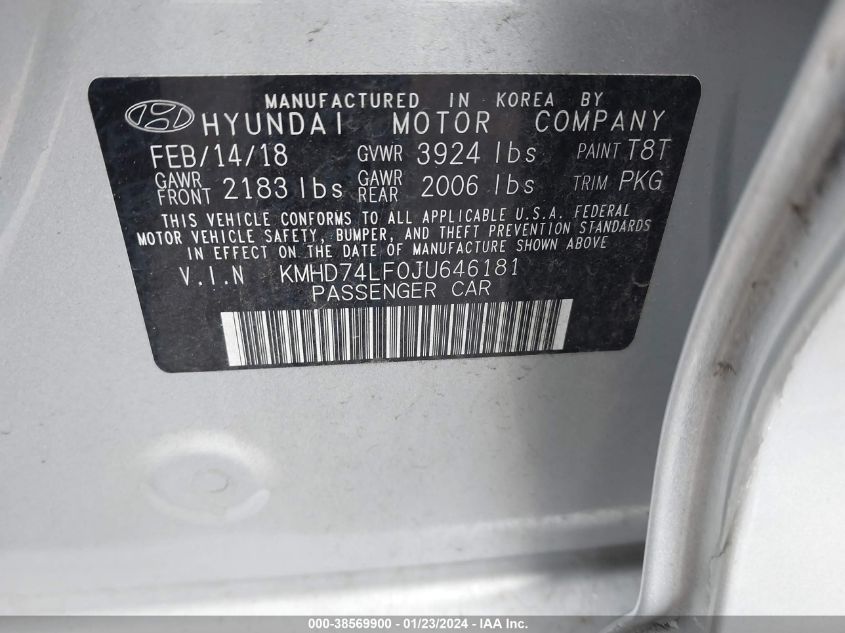 MANUFACTURED IN KOREA BY
HYUNDAI MOTOR COMPANY
FEB/14/18 GVWR 3924 lbs PAINT T8T
GAWR FRONT 2183 lbs GAWR REAR 2006 lbs TRIM PKG
THIS VEHICLE CONFORMS TO ALL APPLICABLE U.S.A. FEDERAL
MOTOR VEHICLE SAFETY, BUMPER, AND THEFT PREVENTION STANDARDS
IN EFFECT ON THE DATE OF MANUFACTURE SHOWN ABOVE.
V.I.N KMHD74LF0JU646181
PASSENGER CAR
000-38569900 - 01/23/2024 - IAA Inc.